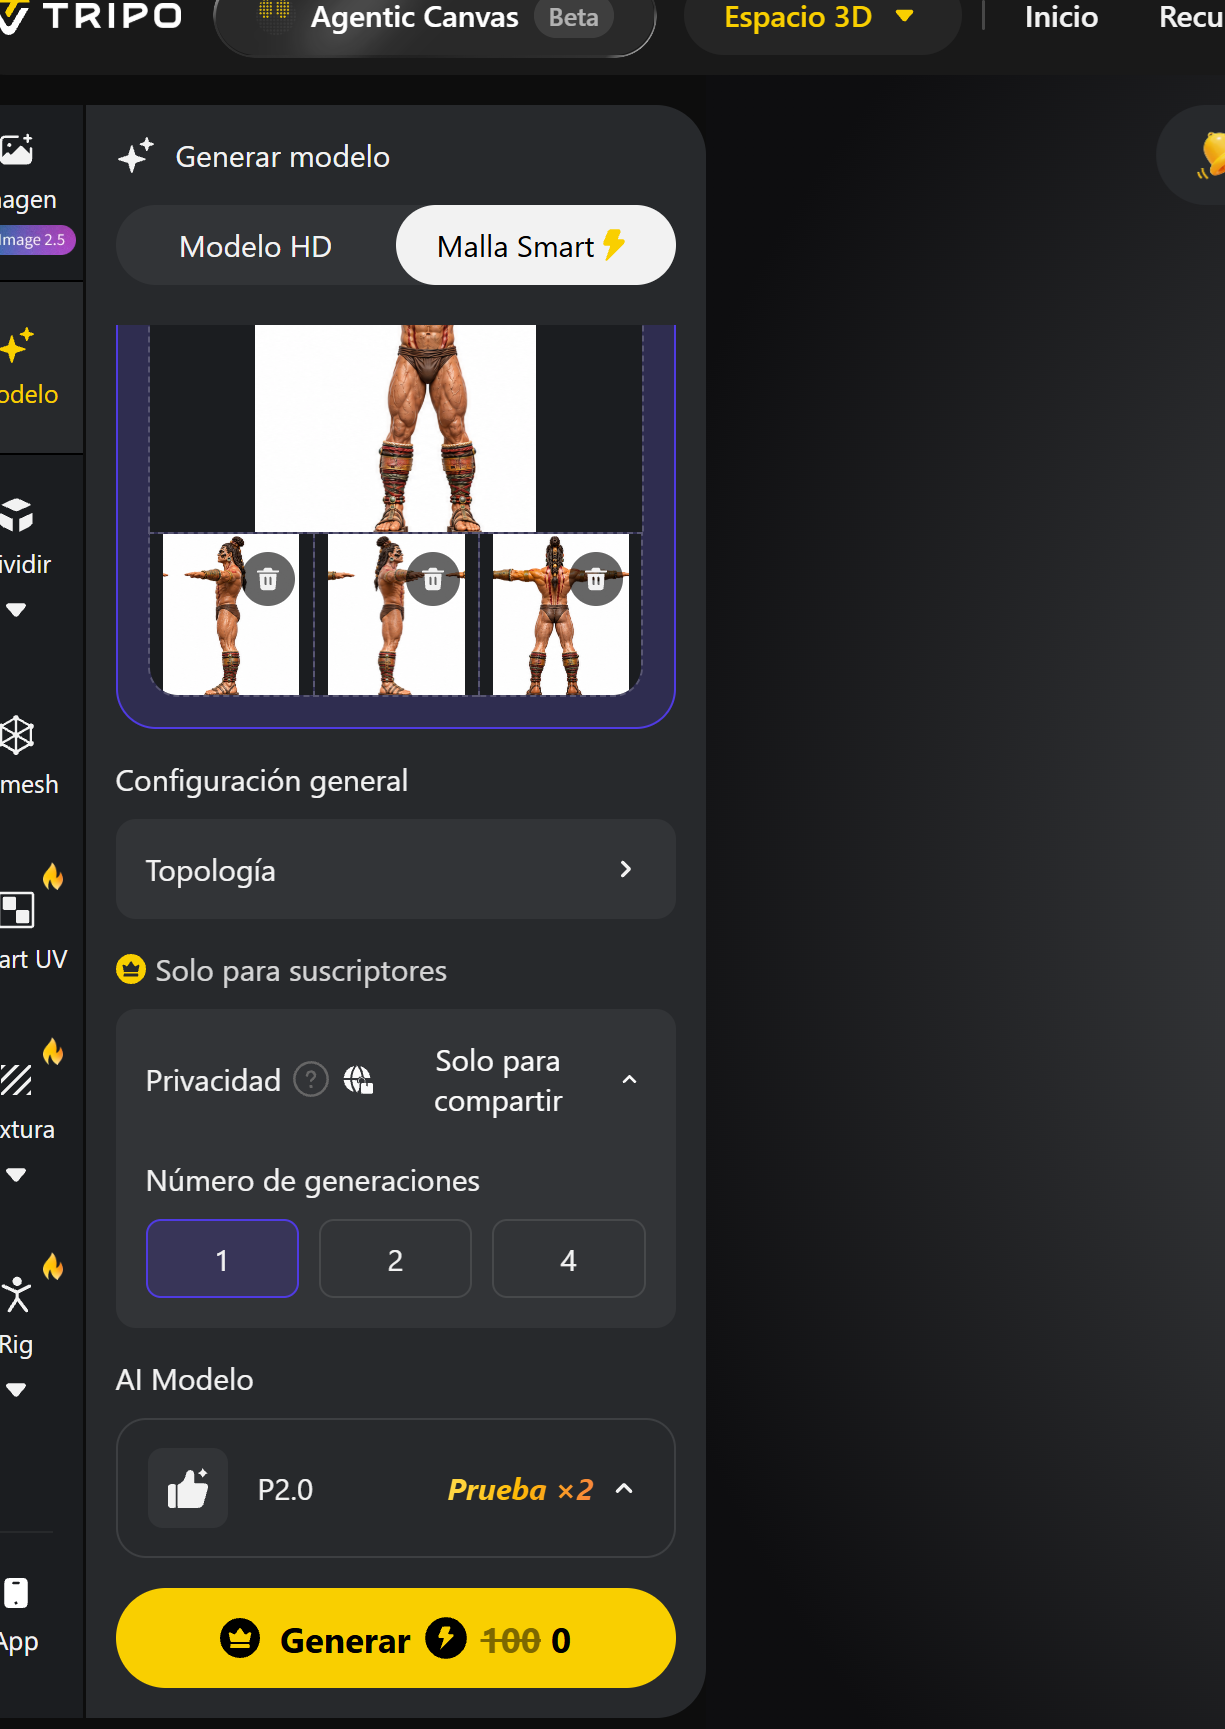 TRIPO
Agentic Canvas Beta
Espacio 3D
Inicio
Recu
agen
mage 2.5
odelo
ividir
mesh
art UV
xtura
Rig
App
Generar modelo
Modelo HD
Malla Smart
Configuración general
Topología
Solo para suscriptores
Privacidad ?
Solo para
compartir
Número de generaciones
1 2 4
AI Modelo
P2.0
Prueba ×2
Generar 100 0